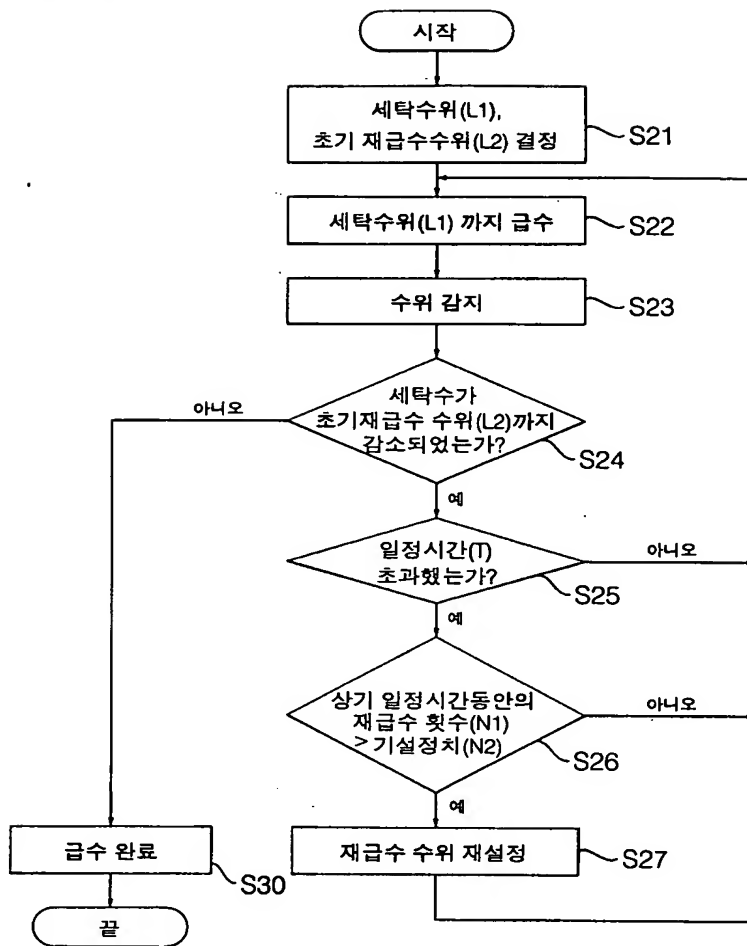 시작
세탁수위(L1),
초기 재급수수위(L2) 결정
S21
세탁수위(L1) 까지 급수
S22
수위 감지
S23
세탁수가
초기재급수 수위(L2)까지
감소되었는가?
S24
아니오
예
일정시간(T)
초과했는가?
S25
아니오
예
상기 일정시간동안의
재급수 횟수(N1)
> 기설정치(N2)
S26
아니오
예
재급수 수위 재설정
S27
급수 완료
S30
끝